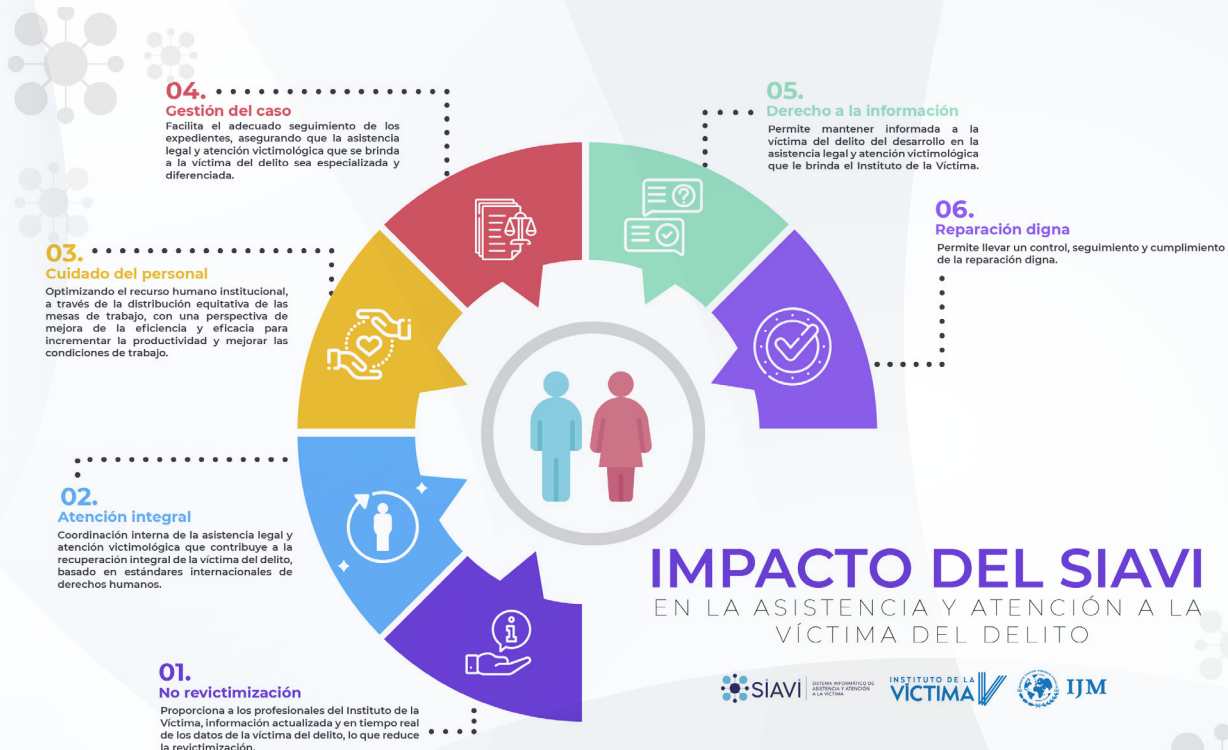 04.
Gestión del caso
Facilita el adecuado seguimiento de los
expedientes, asegurando que la asistencia
legal y atención victimológica que se brinda
a la víctima del delito sea especializada y
diferenciada.
05.
Derecho a la información
Permite mantener informada a la
víctima del delito del desarrollo en la
asistencia legal y atención victimológica
que le brinda el Instituto de la Víctima.
03.
Cuidado del personal
Optimizando el recurso humano institucional,
a través de la distribución equitativa de las
mesas de trabajo, con una perspectiva de
mejora de la eficiencia y eficacia para
incrementar la productividad y mejorar las
condiciones de trabajo.
06.
Reparación digna
Permite llevar un control, seguimiento y cumplimiento
de la reparación digna.
02.
Atención integral
Coordinación interna de la asistencia legal y
atención victimológica que contribuye a la
recuperación integral de la víctima del delito,
basado en estándares internacionales de
derechos humanos.
01.
No revictimización
Proporciona a los profesionales del Instituto de la
Víctima, información actualizada y en tiempo real
de los datos de la víctima del delito, lo que reduce
la revictimización.
IMPACTO DEL SIAVI
EN LA ASISTENCIA Y ATENCIÓN A LA
VÍCTIMA DEL DELITO
SIAVI
SISTEMA INFORMÁTICO DE
ASISTENCIA Y ATENCIÓN
A LA VÍCTIMA
INSTITUTO DE LA
VÍCTIMA
IJM